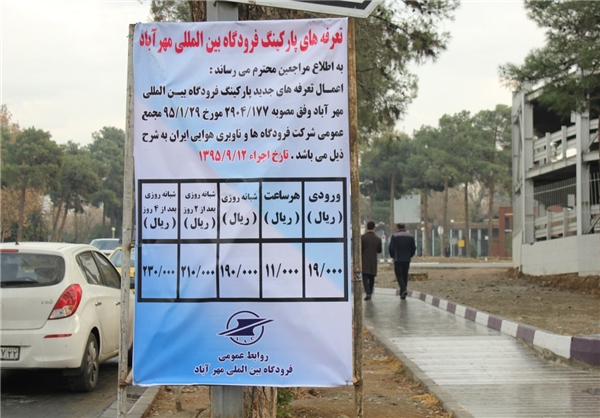 تعرفه های پارکینگ فرودگاه بین المللی مهرآباد
به اطلاع مراجعین محترم می رساند :
اعمال تعرفه های جدید پارکینگ فرودگاه بین المللی
مهر آباد وفق مصوبه ۲۹۰۴/۱۷۷ مورخ ۹۵/۱/۲۹ مجمع
عمومی شرکت فرودگاه ها و ناوبری هوایی ایران به شرح
ذیل می باشد . تاریخ اجراء ۱۳۹۵/۹/۱۲
ورودی (ریال) هرساعت (ریال) شبانه روزی (ریال) شبانه روزی بعد از ۲ روز (ریال) شبانه روزی بعد از ۴ روز (ریال)
۱۹/۰۰۰ ۱۱/۰۰۰ ۱۹۰/۰۰۰ ۲۱۰/۰۰۰ ۲۳۰/۰۰۰
روابط عمومی
فرودگاه بین المللی مهر آباد